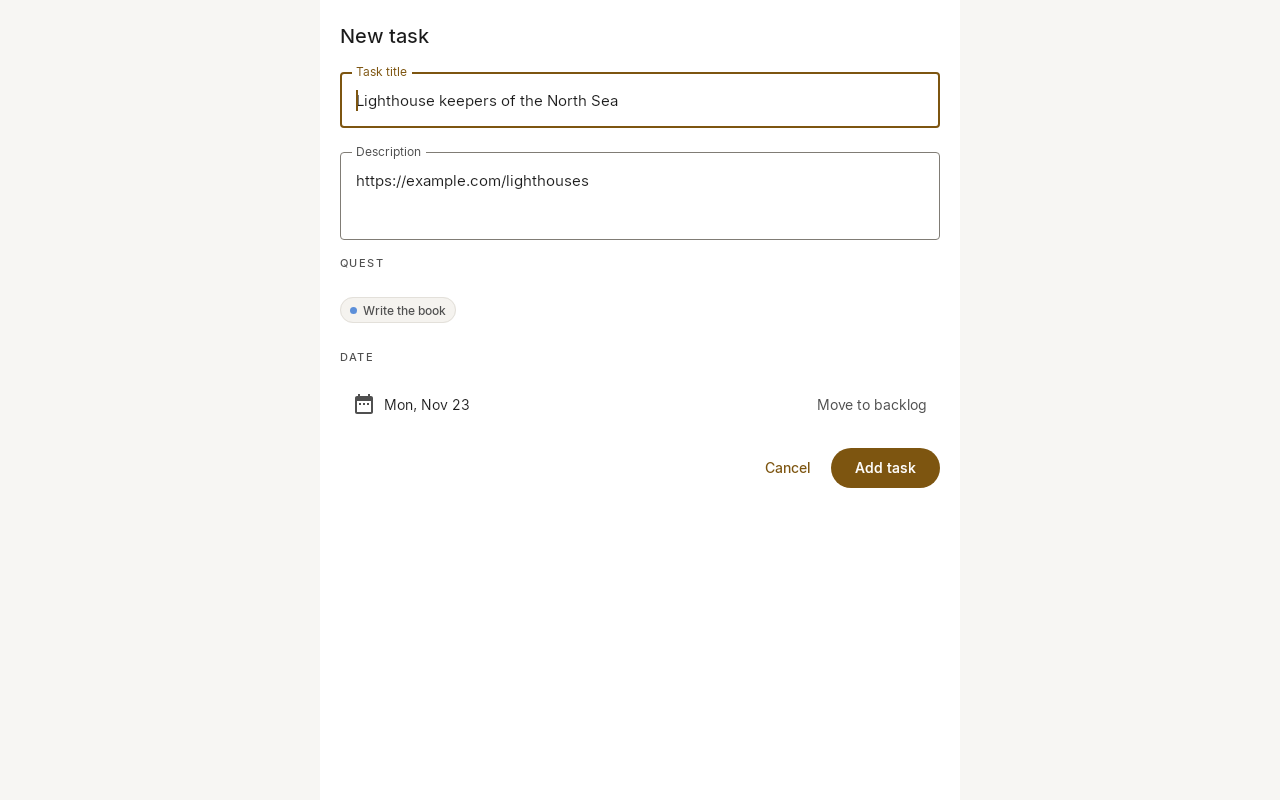 New task
Task title
Lighthouse keepers of the North Sea
Description
https://example.com/lighthouses
QUEST
Write the book
DATE
Mon, Nov 23
Move to backlog
Cancel
Add task